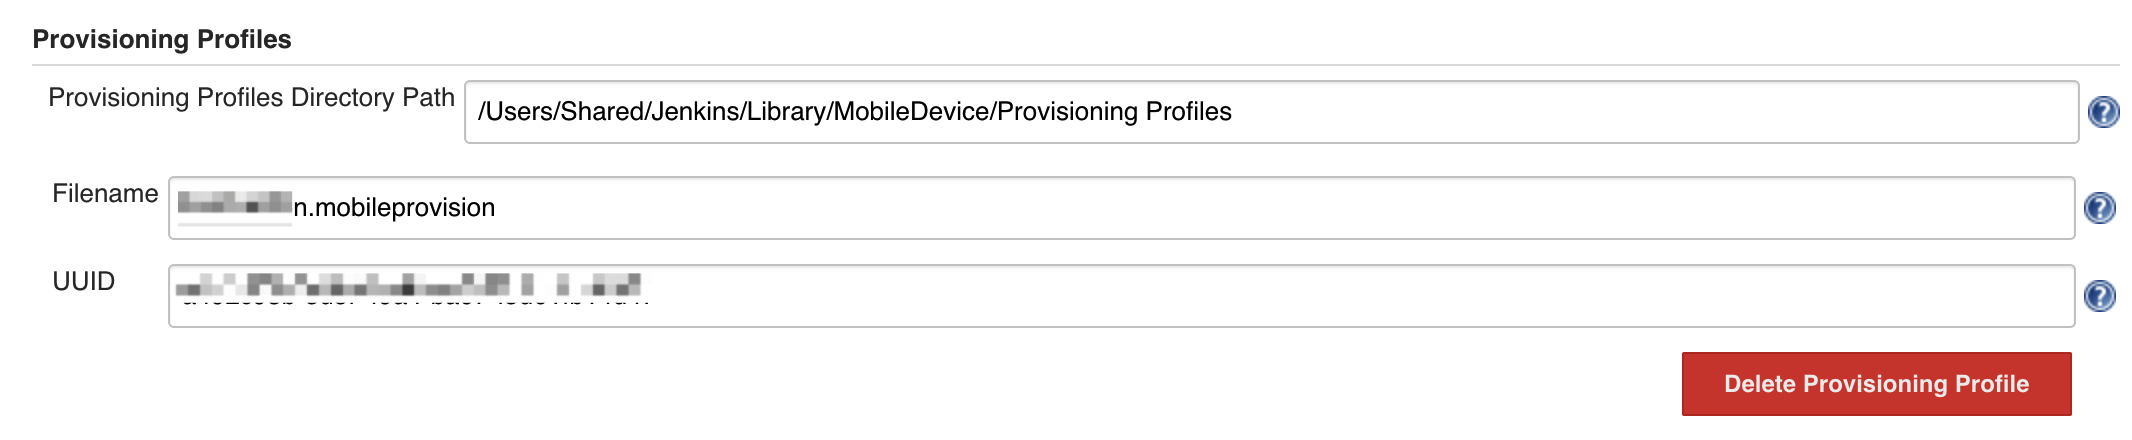 Provisioning Profiles
Provisioning Profiles Directory Path /Users/Shared/Jenkins/Library/MobileDevice/Provisioning Profiles
Filename n.mobileprovision
UUID
Delete Provisioning Profile